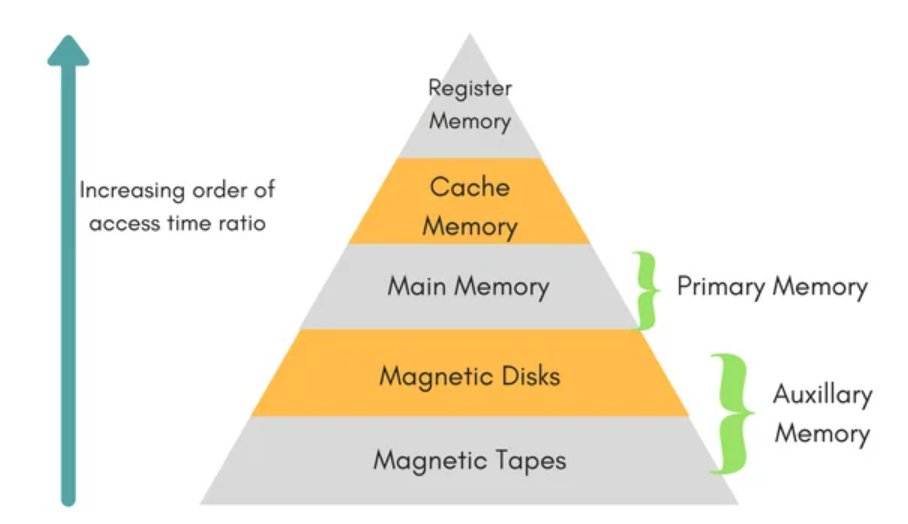 Register
Memory
Increasing order of
access time ratio
Cache
Memory
Main Memory
Primary Memory
Magnetic Disks
Auxillary
Memory
Magnetic Tapes